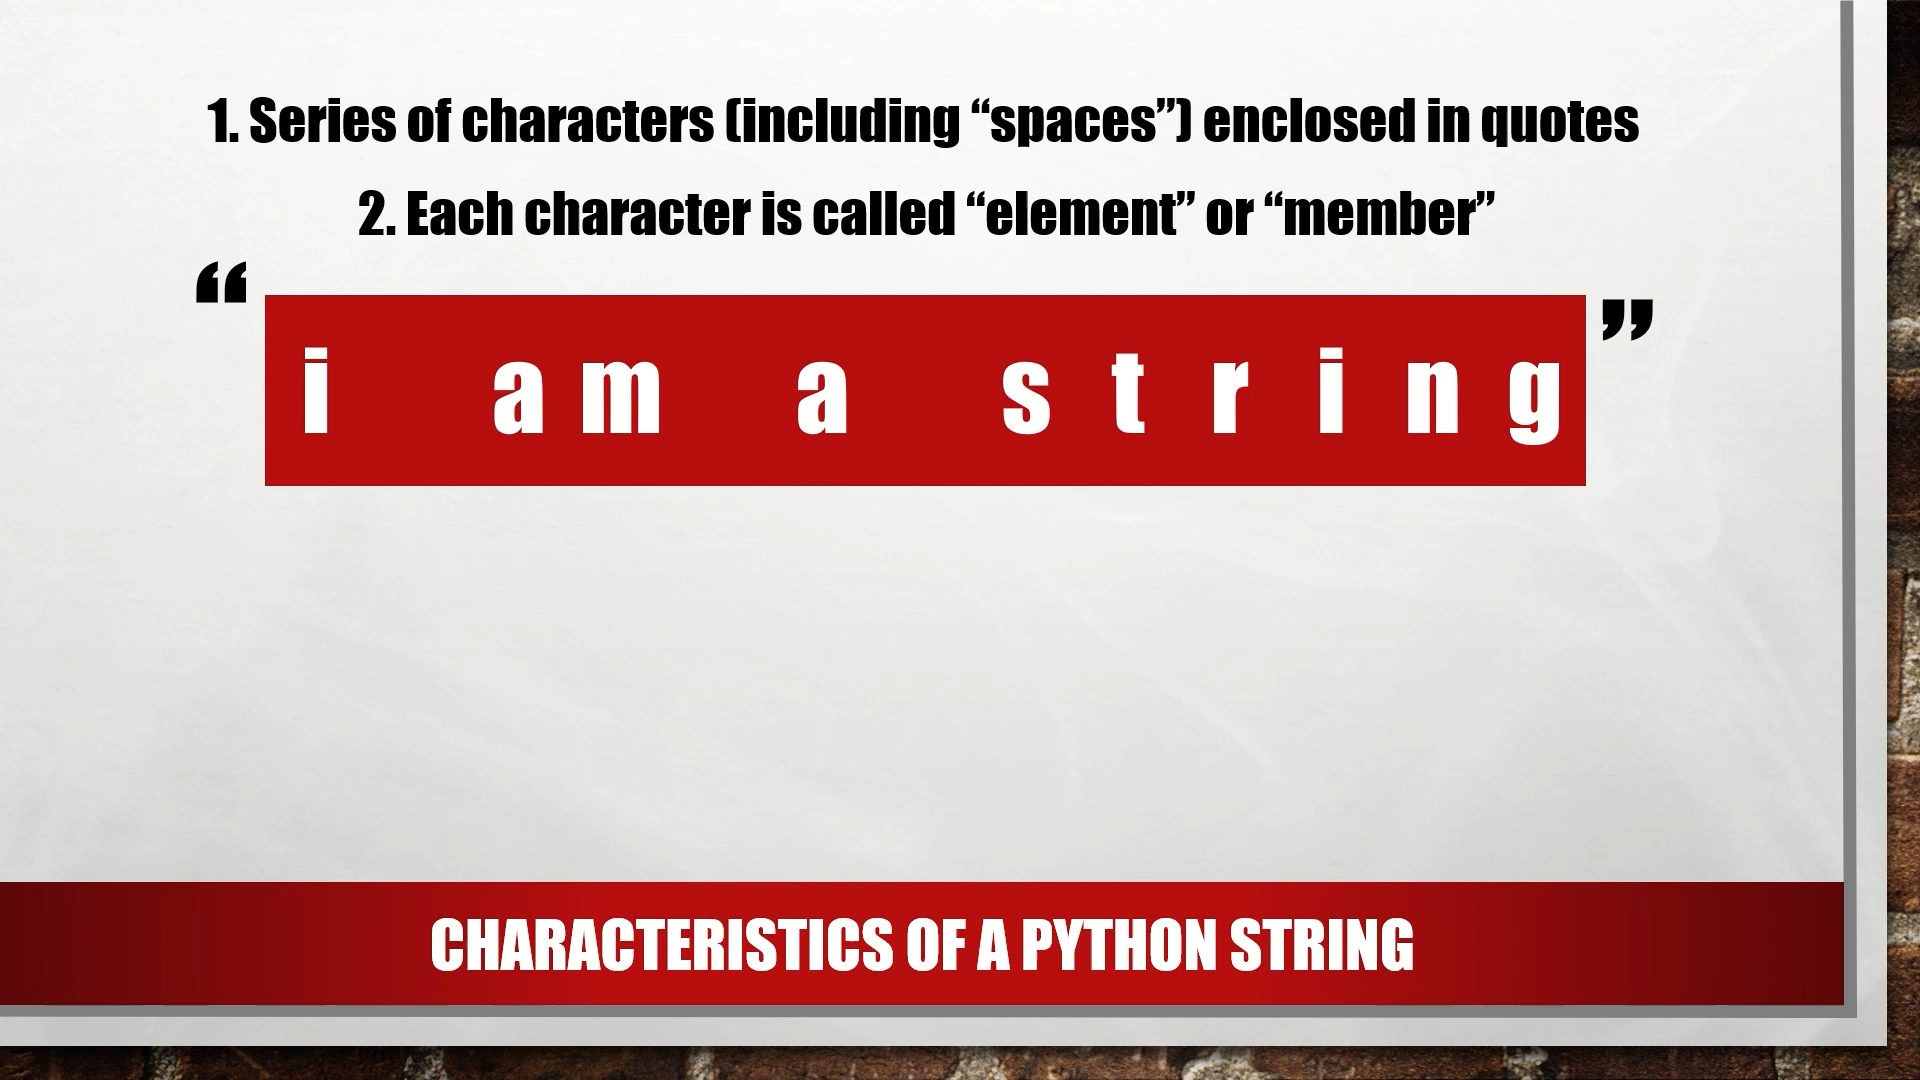 1. Series of characters (including “spaces”) enclosed in quotes
2. Each character is called “element” or “member”
“ i am a string ”
CHARACTERISTICS OF A PYTHON STRING